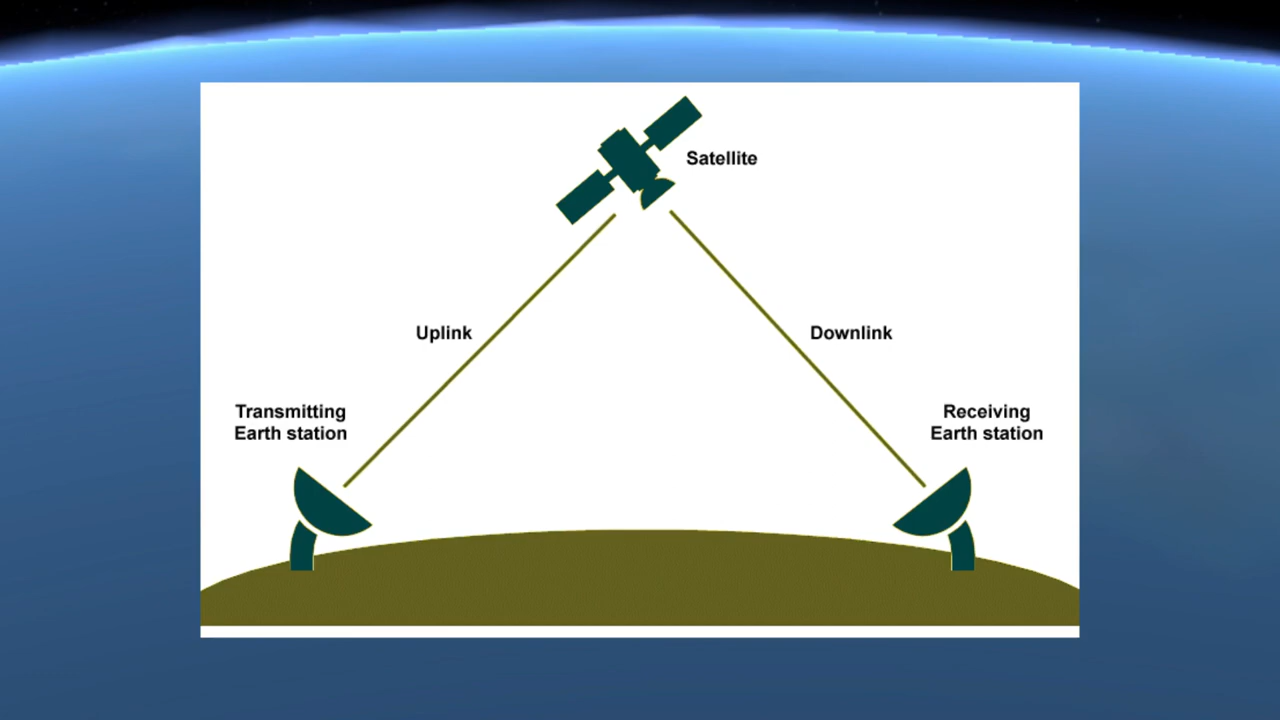 Satellite
Uplink
Downlink
Transmitting
Earth station
Receiving
Earth station